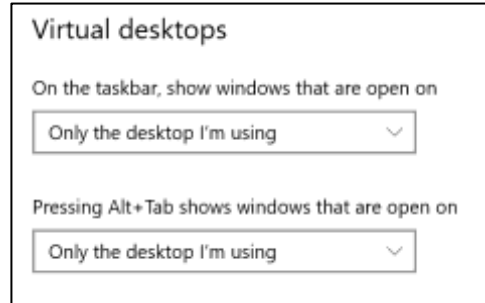 Virtual desktops
On the taskbar, show windows that are open on
Only the desktop I'm using
Pressing Alt+Tab shows windows that are open on
Only the desktop I'm using